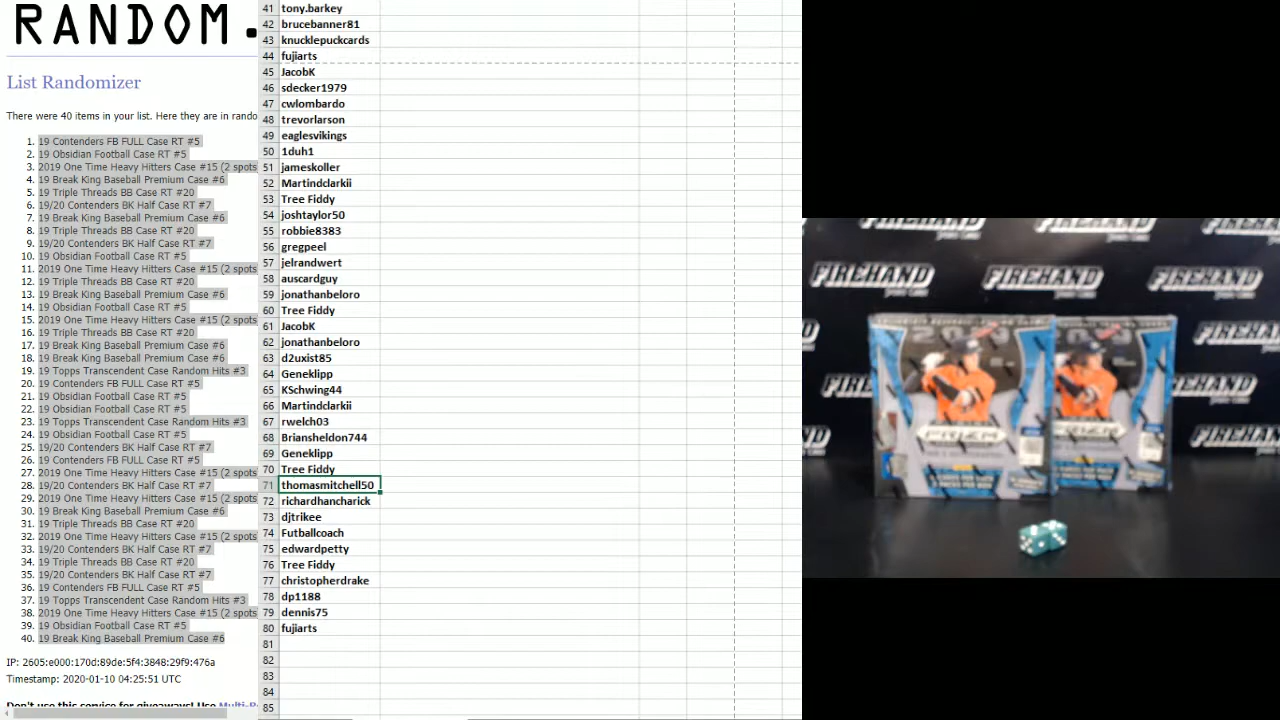 RANDOM.
List Randomizer
There were 40 items in your list. Here they are in rando
1. 19 Contenders FB FULL Case RT #5
2. 19 Obsidian Football Case RT #5
3. 2019 One Time Heavy Hitters Case #15 (2 spots
4. 19 Break King Baseball Premium Case #6
5. 19 Triple Threads BB Case RT #20
6. 19/20 Contenders BK Half Case RT #7
7. 19 Break King Baseball Premium Case #6
8. 19 Triple Threads BB Case RT #20
9. 19/20 Contenders BK Half Case RT #7
10. 19 Obsidian Football Case RT #5
11. 2019 One Time Heavy Hitters Case #15 (2 spots
12. 19 Triple Threads BB Case RT #20
13. 19 Break King Baseball Premium Case #6
14. 19 Obsidian Football Case RT #5
15. 2019 One Time Heavy Hitters Case #15 (2 spots
16. 19 Triple Threads BB Case RT #20
17. 19 Break King Baseball Premium Case #6
18. 19 Break King Baseball Premium Case #6
19. 19 Topps Transcendent Case Random Hits #3
20. 19 Contenders FB FULL Case RT #5
21. 19 Obsidian Football Case RT #5
22. 19 Obsidian Football Case RT #5
23. 19 Topps Transcendent Case Random Hits #3
24. 19 Obsidian Football Case RT #5
25. 19/20 Contenders BK Half Case RT #7
26. 19 Contenders FB FULL Case RT #5
27. 2019 One Time Heavy Hitters Case #15 (2 spots
28. 19/20 Contenders BK Half Case RT #7
29. 2019 One Time Heavy Hitters Case #15 (2 spots
30. 19 Break King Baseball Premium Case #6
31. 19 Triple Threads BB Case RT #20
32. 2019 One Time Heavy Hitters Case #15 (2 spots
33. 19/20 Contenders BK Half Case RT #7
34. 19 Triple Threads BB Case RT #20
35. 19/20 Contenders BK Half Case RT #7
36. 19 Contenders FB FULL Case RT #5
37. 19 Topps Transcendent Case Random Hits #3
38. 2019 One Time Heavy Hitters Case #15 (2 spots
39. 19 Obsidian Football Case RT #5
40. 19 Break King Baseball Premium Case #6
IP: 2605:e000:170d:89de:5f4:3848:29f9:476a
Timestamp: 2020-01-10 04:25:51 UTC
Don't use this service for giveaways! Use Multi-R
41 tony.barkey
42 brucebanner81
43 knucklepuckcards
44 fujiarts
45 JacobK
46 sdecker1979
47 cwlombardo
48 trevorlarson
49 eaglesvikings
50 1duh1
51 jameskoller
52 Martindclarkii
53 Tree Fiddy
54 joshtaylor50
55 robbie8383
56 gregpeel
57 jelrandwert
58 auscardguy
59 jonathanbeloro
60 Tree Fiddy
61 JacobK
62 jonathanbeloro
63 d2uxist85
64 Geneklipp
65 KSchwing44
66 Martindclarkii
67 rwelch03
68 Briansheldon744
69 Geneklipp
70 Tree Fiddy
71 thomasmitchell50
72 richardhancharick
73 djtrikee
74 Futballcoach
75 edwardpetty
76 Tree Fiddy
77 christopherdrake
78 dp1188
79 dennis75
80 fujiarts
81
82
83
84
85
FIREHAND
FIREHAND
FIREHAND
FIREHAND
FIREHAND
PRIZM
PRIZM